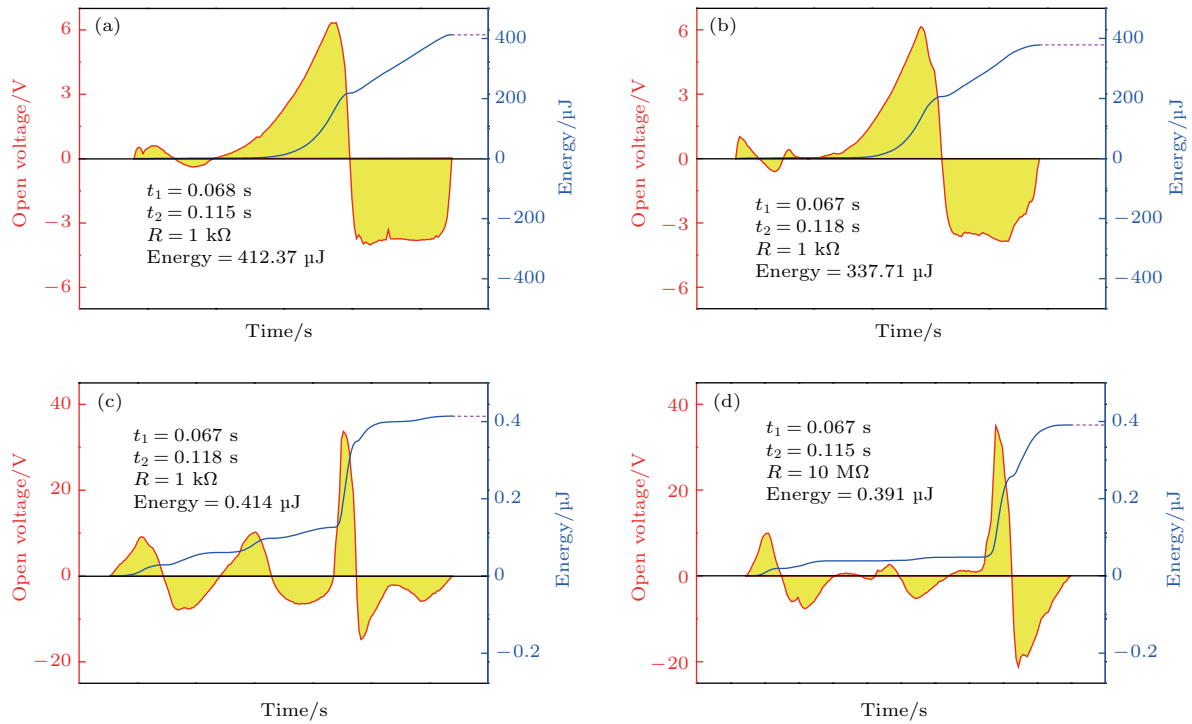 (a)
6
3
0
−3
−6
Open voltage/V
400
200
0
−200
−400
Energy/µJ
t₁ = 0.068 s
t₂ = 0.115 s
R = 1 kΩ
Energy = 412.37 µJ
Time/s
(b)
6
3
0
−3
−6
Open voltage/V
400
200
0
−200
−400
Energy/µJ
t₁ = 0.067 s
t₂ = 0.118 s
R = 1 kΩ
Energy = 337.71 µJ
Time/s
(c)
40
20
0
−20
Open voltage/V
0.4
0.2
0
−0.2
Energy/µJ
t₁ = 0.067 s
t₂ = 0.118 s
R = 1 kΩ
Energy = 0.414 µJ
Time/s
(d)
40
20
0
−20
Open voltage/V
0.4
0.2
0
−0.2
Energy/µJ
t₁ = 0.067 s
t₂ = 0.115 s
R = 10 MΩ
Energy = 0.391 µJ
Time/s